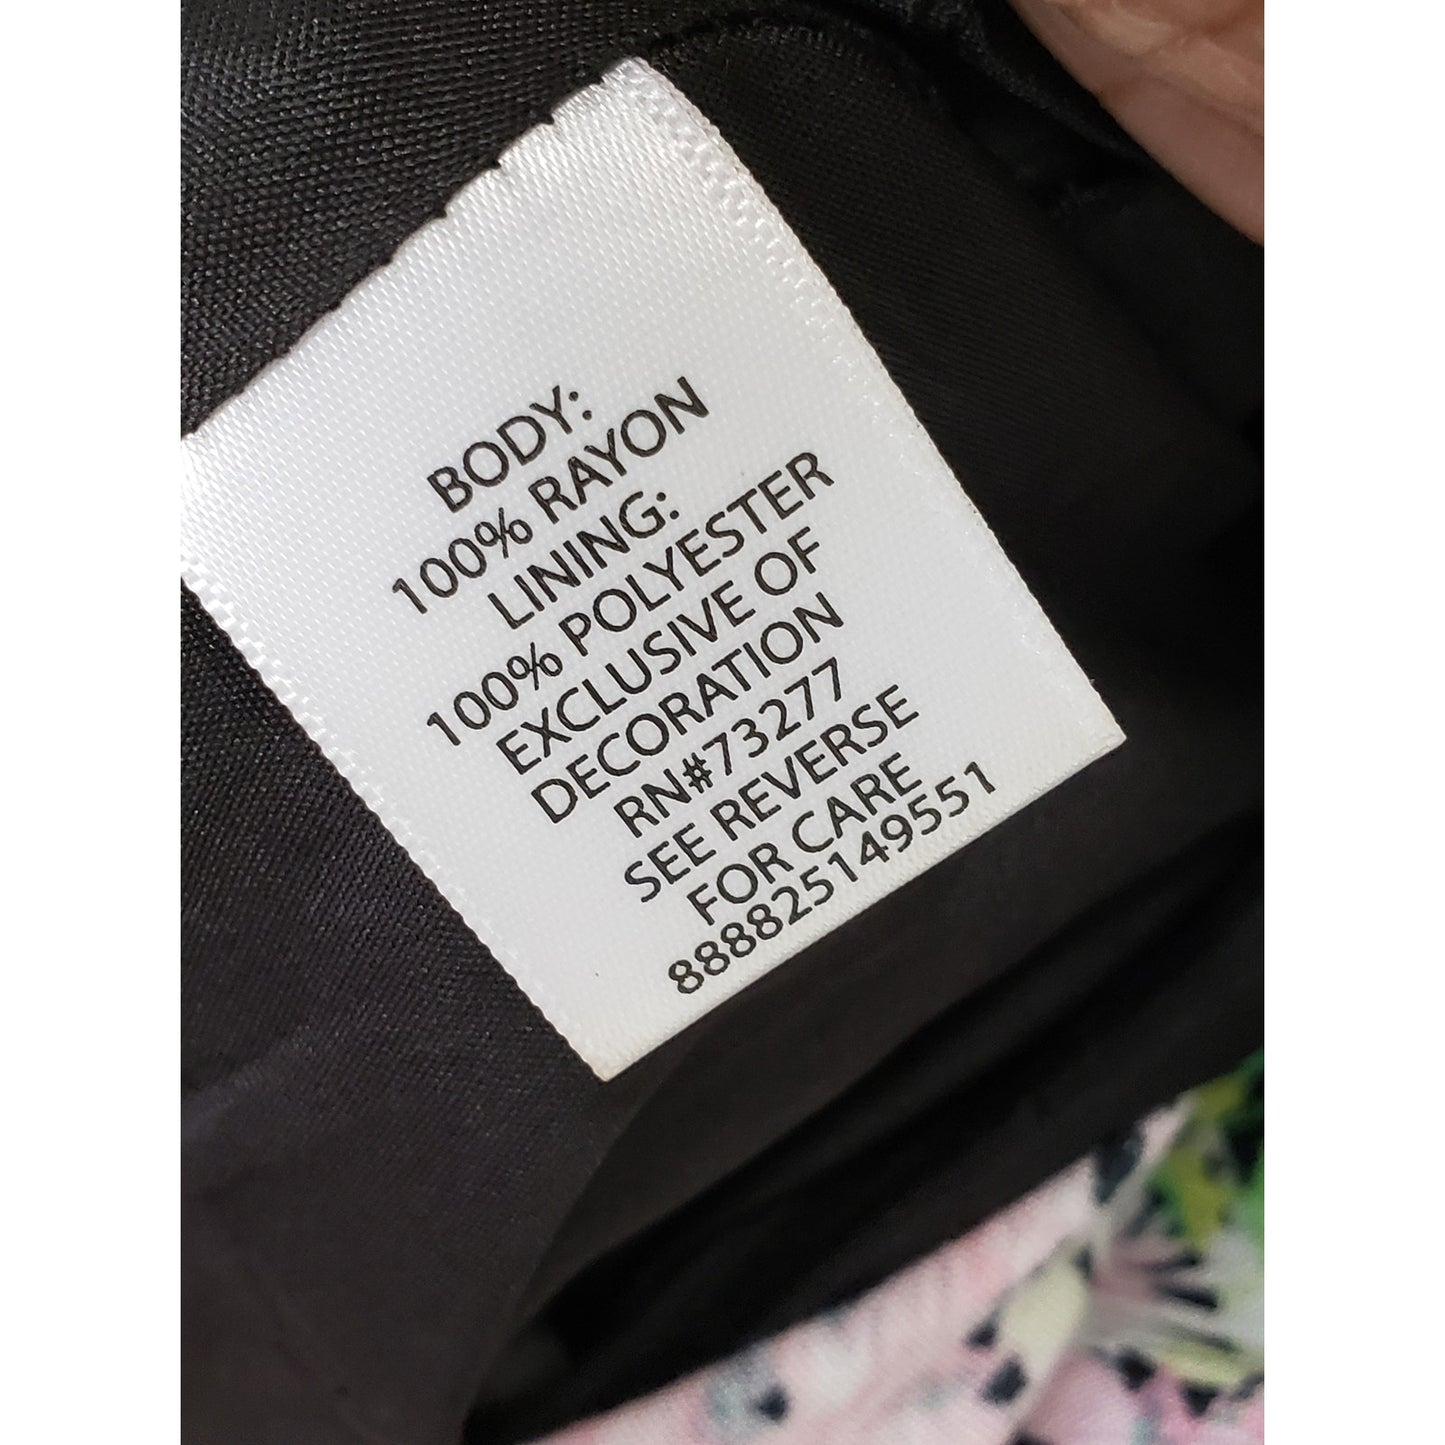 BODY:
100% RAYON
LINING:
100% POLYESTER
EXCLUSIVE OF
DECORATION
RN#73277
SEE REVERSE
FOR CARE
888825149551